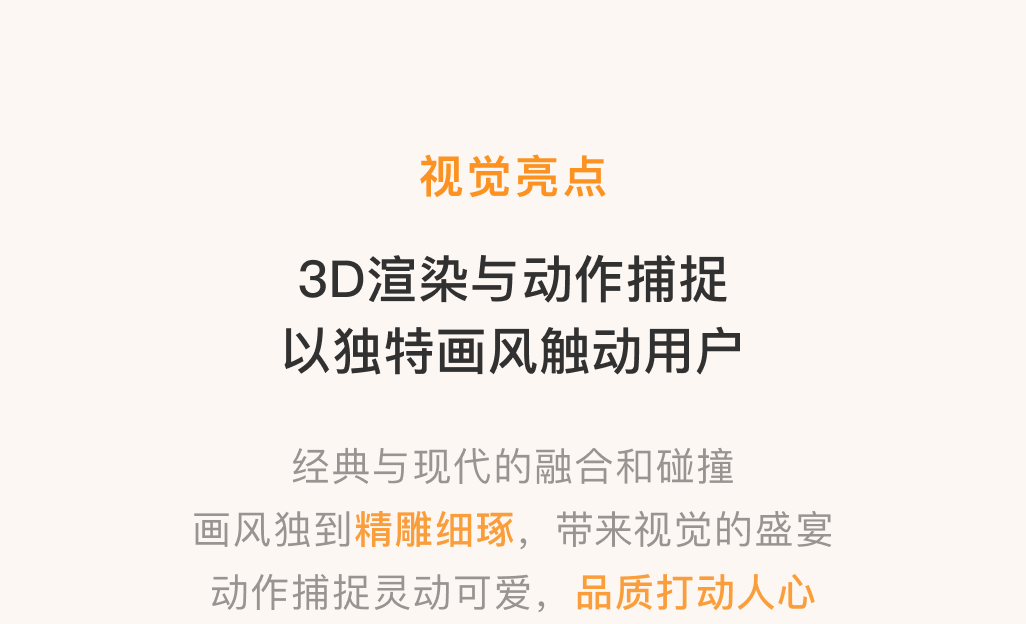 视觉亮点
3D渲染与动作捕捉
以独特画风触动用户
经典与现代的融合和碰撞
画风独到精雕细琢，带来视觉的盛宴
动作捕捉灵动可爱，品质打动人心